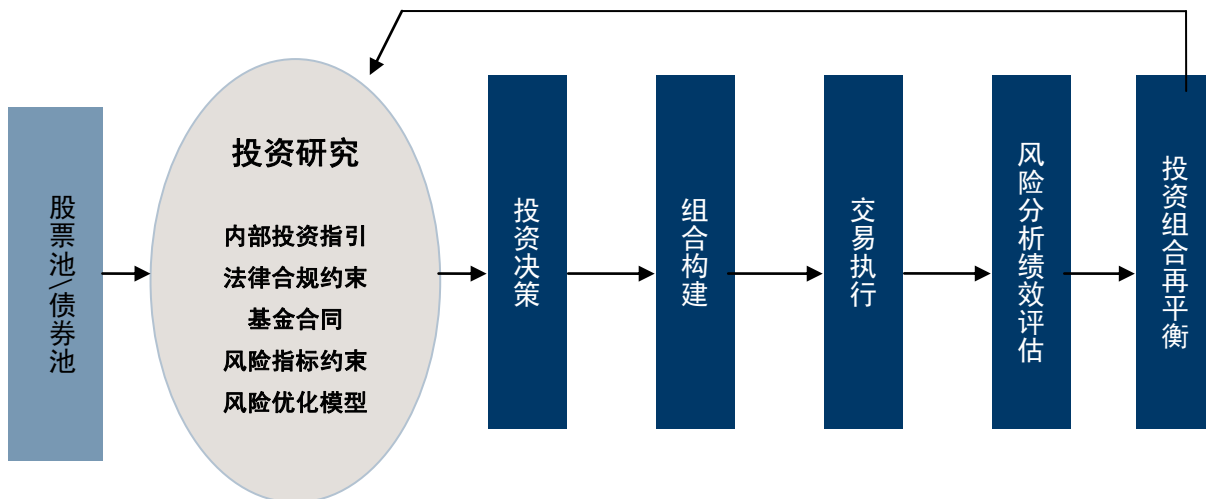 股票池\债券池
投资研究
内部投资指引
法律合规约束
基金合同
风险指标约束
风险优化模型
投资决策
组合构建
交易执行
风险分析绩效评估
投资组合再平衡